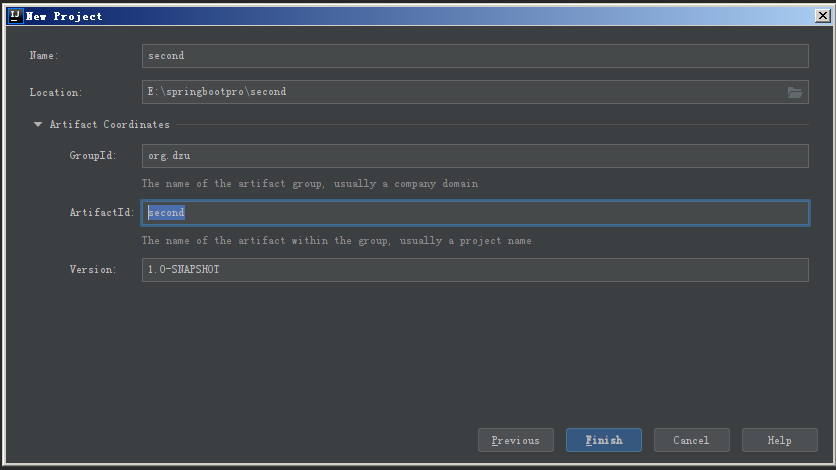 IJ New Project
Name: second
Location: E:\springbootpro\second
Artifact Coordinates
GroupId: org.dzu
The name of the artifact group, usually a company domain
ArtifactId: second
The name of the artifact within the group, usually a project name
Version: 1.0-SNAPSHOT
Previous Finish Cancel Help